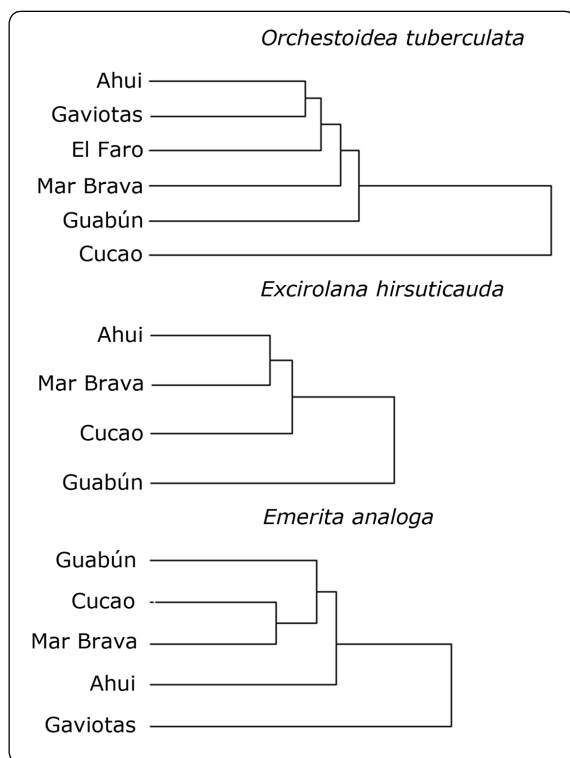 Orchestoidea tuberculata
Ahui
Gaviotas
El Faro
Mar Brava
Guabún
Cucao
Excirolana hirsuticauda
Ahui
Mar Brava
Cucao
Guabún
Emerita analoga
Guabún
Cucao
Mar Brava
Ahui
Gaviotas